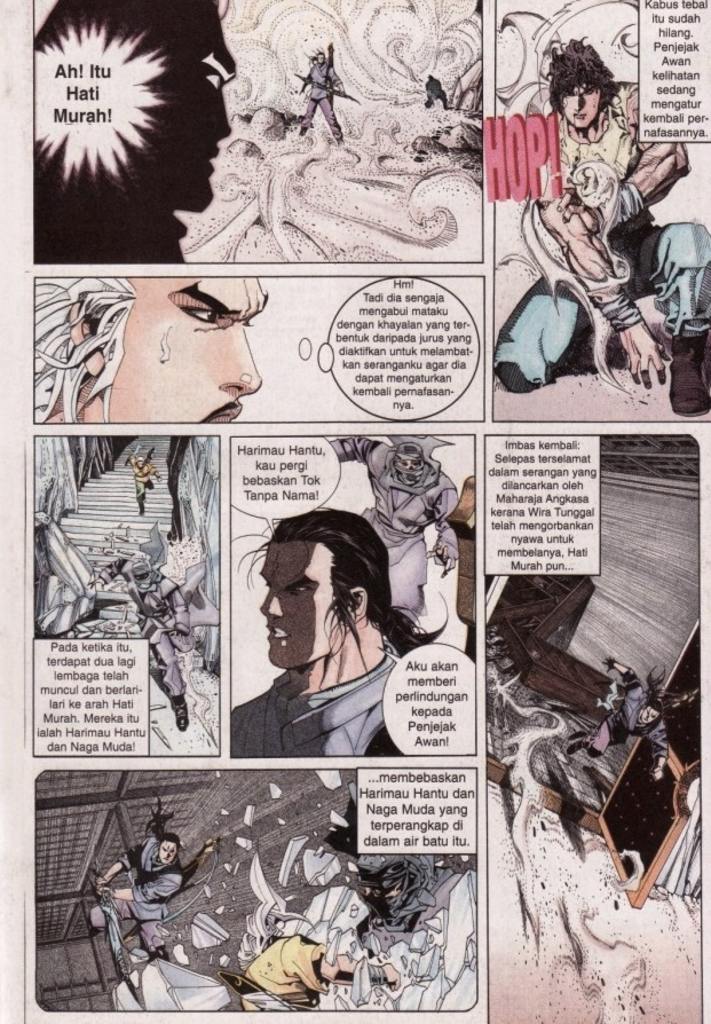 Ah! Itu
Hati
Murah!
Kabus tebal
itu sudah
hilang.
Penjejak
Awan
kelihatan
sedang
mengatur
kembali per-
nafasannya.
HOP!
Hm!
Tadi dia sengaja
mengabui mataku
dengan khayalan yang ter-
bentuk daripada jurus yang
diaktifkan untuk melambat-
kan seranganku agar dia
dapat mengaturkan
kembali pernafasan-
nya.
Pada ketika itu,
terdapat dua lagi
lembaga telah
muncul dan berlari-
lari ke arah Hati
Murah. Mereka itu
ialah Harimau Hantu
dan Naga Muda!
Harimau Hantu,
kau pergi
bebaskan Tok
Tanpa Nama!
Aku akan
memberi
perlindungan
kepada
Penjejak
Awan!
Imbas kembali:
Selepas terselamat
dalam serangan yang
dilancarkan oleh
Maharaja Angkasa
kerana Wira Tunggal
telah mengorbankan
nyawa untuk
membelanya, Hati
Murah pun...
...membebaskan
Harimau Hantu dan
Naga Muda yang
terperangkap di
dalam air batu itu.